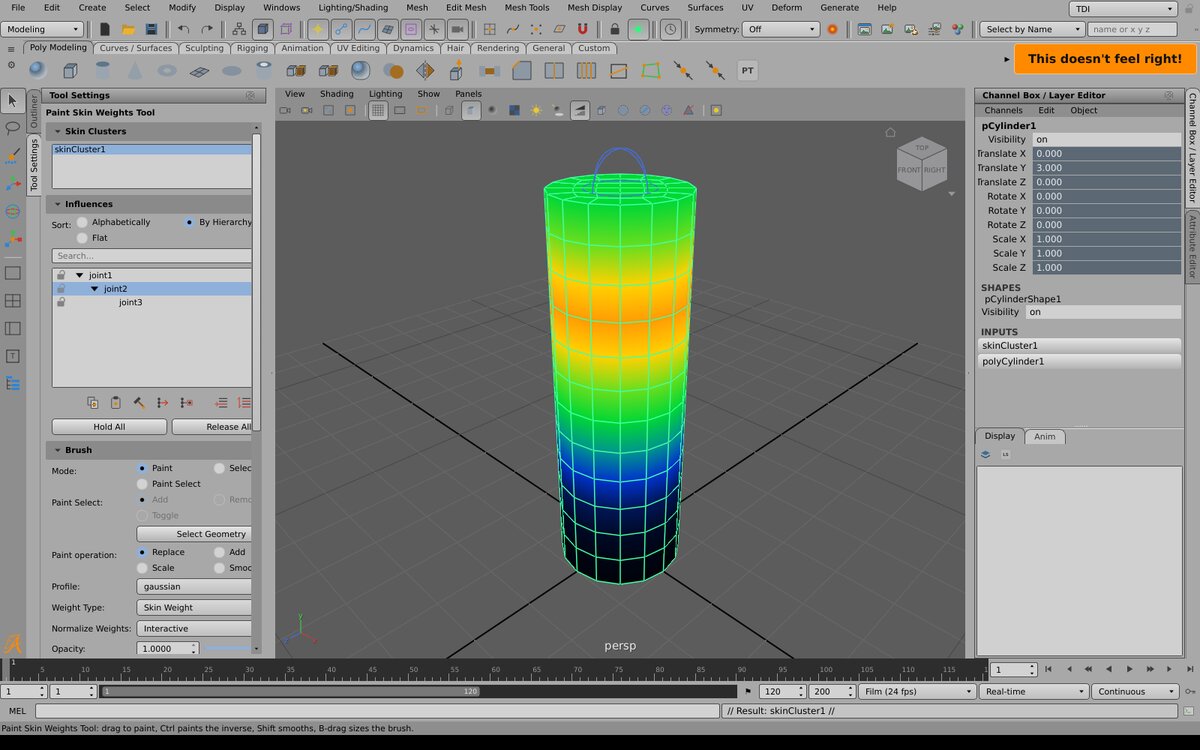 File Edit Create Select Modify Display Windows Lighting/Shading Mesh Edit Mesh Mesh Tools Mesh Display Curves Surfaces UV Deform Generate Help TDI
Modeling Symmetry: Off Select by Name name or x y z
Poly Modeling Curves / Surfaces Sculpting Rigging Animation UV Editing Dynamics Hair Rendering General Custom
This doesn't feel right!
PT
Tool Settings
Paint Skin Weights Tool
Outliner
Tool Settings
Skin Clusters
skinCluster1
Influences
Sort: Alphabetically By Hierarchy
Flat
Search...
joint1
joint2
joint3
Hold All Release All
Brush
Mode: Paint Selec
Paint Select
Paint Select: Add Remo
Toggle
Select Geometry
Paint operation: Replace Add
Scale Smoo
Profile: gaussian
Weight Type: Skin Weight
Normalize Weights: Interactive
Opacity: 1.0000
View Shading Lighting Show Panels
TOP
FRONT RIGHT
y
persp
Channel Box / Layer Editor
Channels Edit Object
pCylinder1
Visibility on
Translate X 0.000
Translate Y 3.000
Translate Z 0.000
Rotate X 0.000
Rotate Y 0.000
Rotate Z 0.000
Scale X 1.000
Scale Y 1.000
Scale Z 1.000
SHAPES
pCylinderShape1
Visibility on
INPUTS
skinCluster1
polyCylinder1
Display Anim
LS
Channel Box / Layer Editor
Attribute Editor
1 5 10 15 20 25 30 35 40 45 50 55 60 65 70 75 80 85 90 95 100 105 110 115 1
1 1 1 120 120 200 Film (24 fps) Real-time Continuous
MEL // Result: skinCluster1 //
Paint Skin Weights Tool: drag to paint, Ctrl paints the inverse, Shift smooths, B-drag sizes the brush.